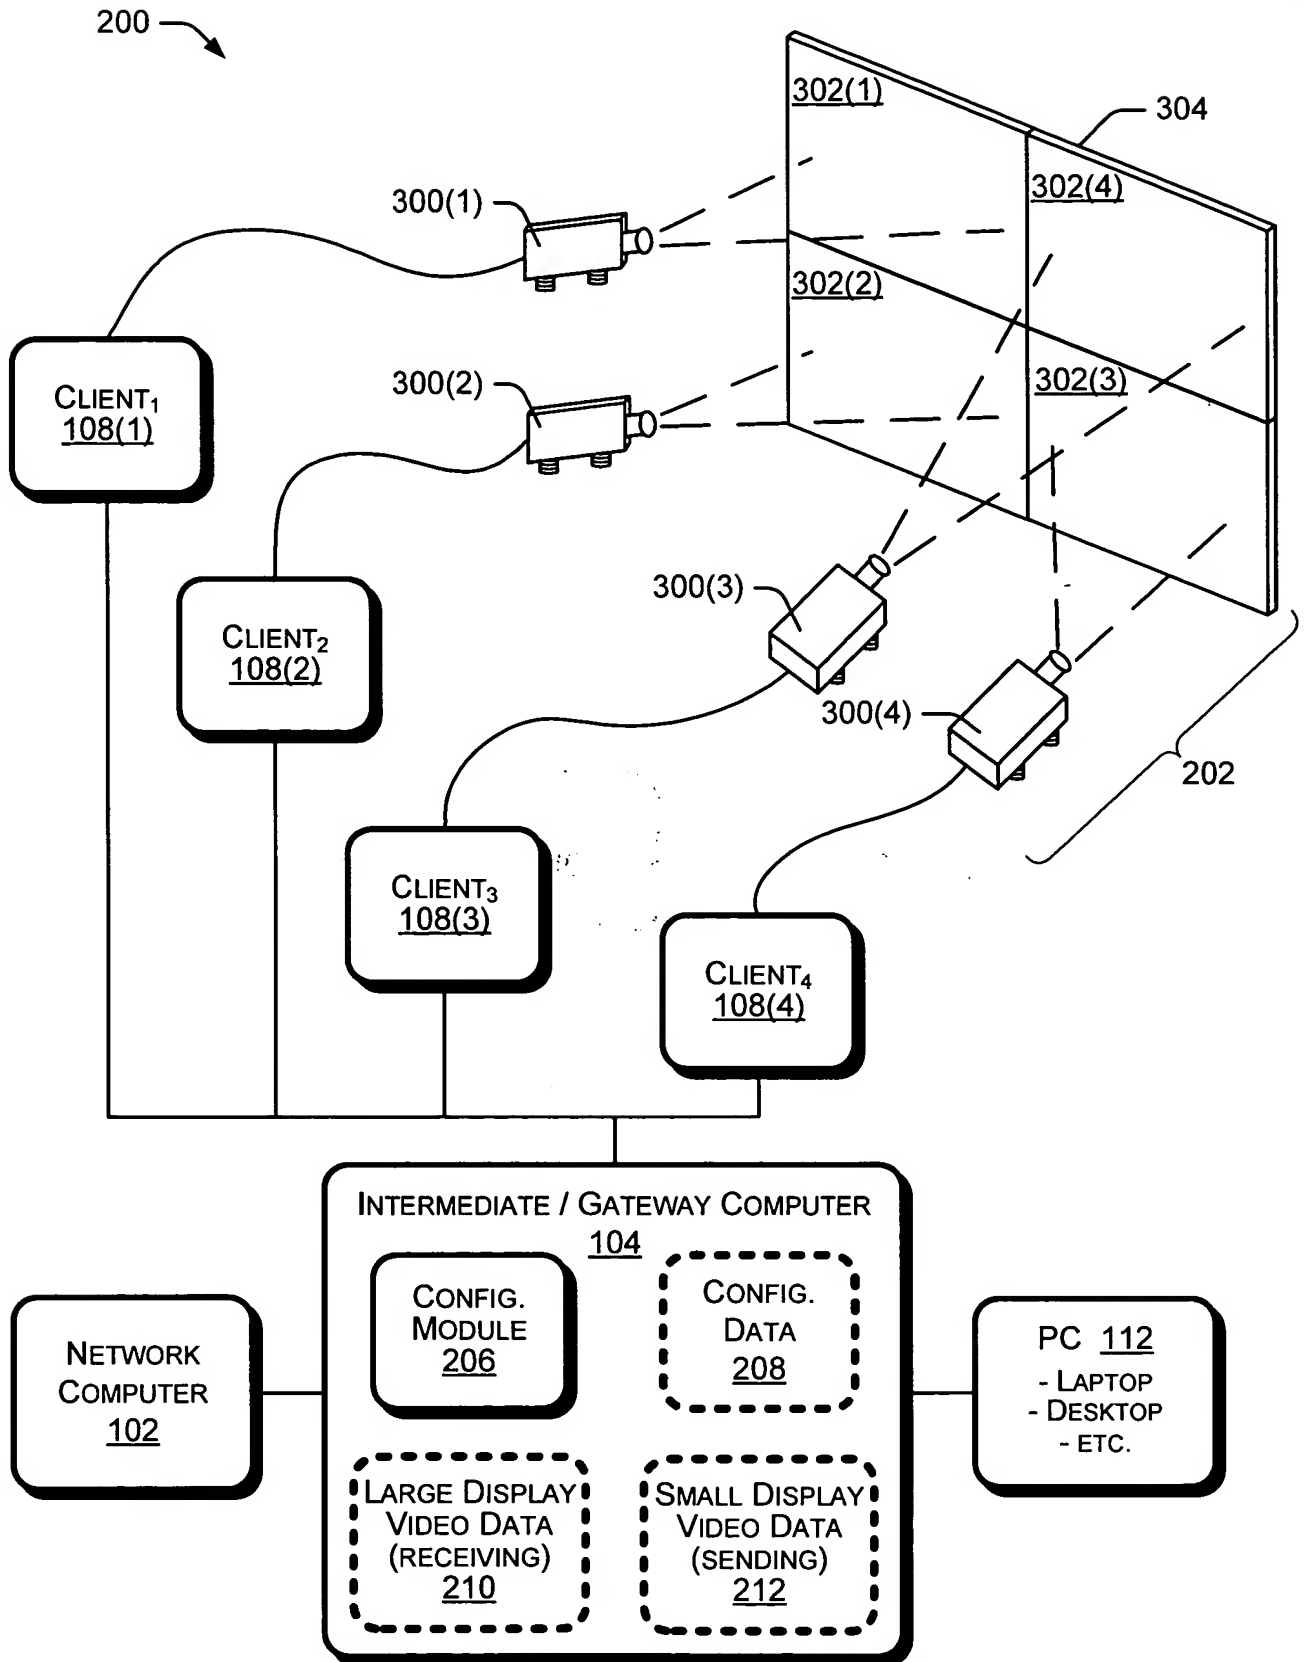 200
302(1)
304
302(4)
300(1)
302(2)
300(2)
302(3)
CLIENT1
108(1)
300(3)
CLIENT2
108(2)
300(4)
202
CLIENT3
108(3)
CLIENT4
108(4)
INTERMEDIATE / GATEWAY COMPUTER
104
CONFIG.
MODULE
206
CONFIG.
DATA
208
NETWORK
COMPUTER
102
PC 112
- LAPTOP
- DESKTOP
- ETC.
LARGE DISPLAY
VIDEO DATA
(RECEIVING)
210
SMALL DISPLAY
VIDEO DATA
(SENDING)
212